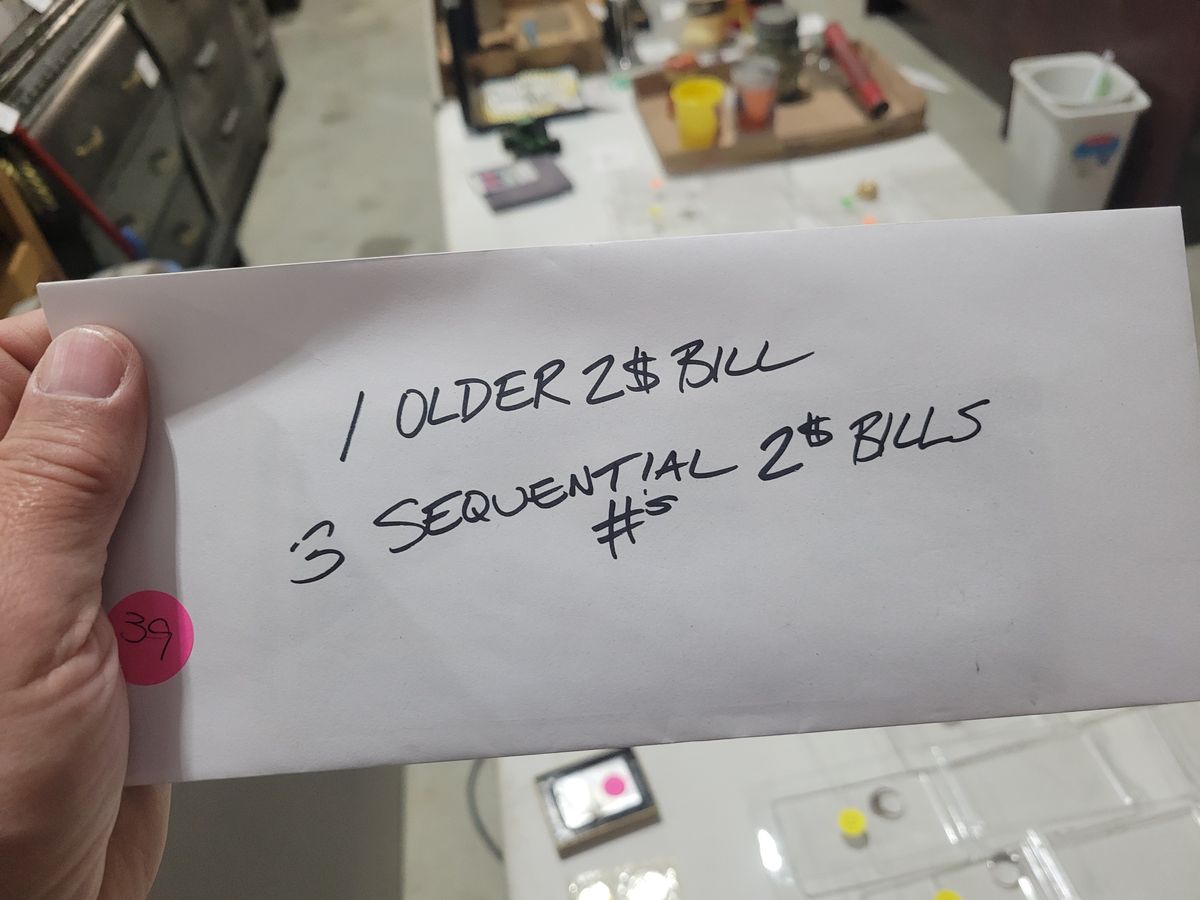 1 OLDER 2$ BILL
3 SEQUENTIAL 2$ BILLS
#'S
39